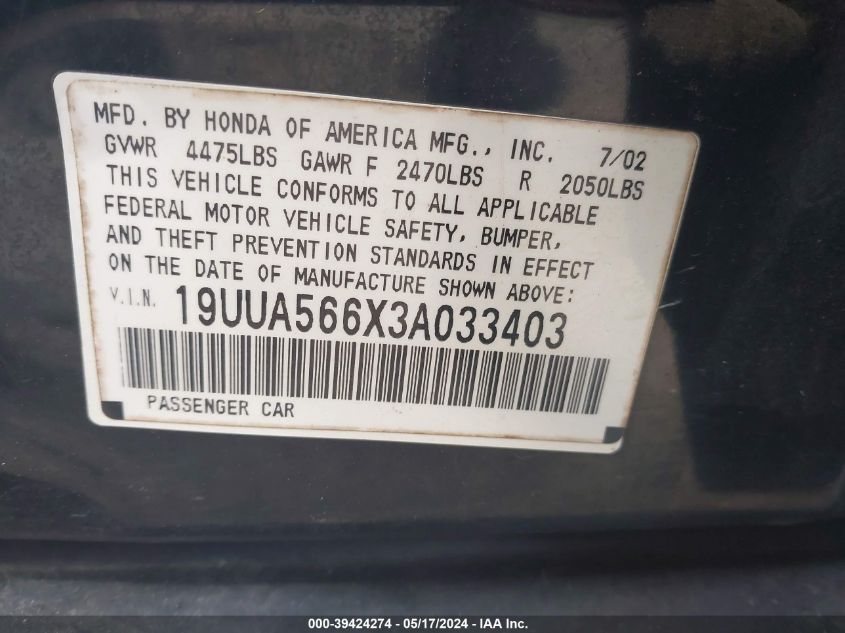 MFD. BY HONDA OF AMERICA MFG., INC. 7/02
GVWR 4475LBS GAWR F 2470LBS R 2050LBS
THIS VEHICLE CONFORMS TO ALL APPLICABLE
FEDERAL MOTOR VEHICLE SAFETY, BUMPER,
AND THEFT PREVENTION STANDARDS IN EFFECT
ON THE DATE OF MANUFACTURE SHOWN ABOVE:
V.I.N. 19UUA566X3A033403
PASSENGER CAR
000-39424274 - 05/17/2024 - IAA Inc.